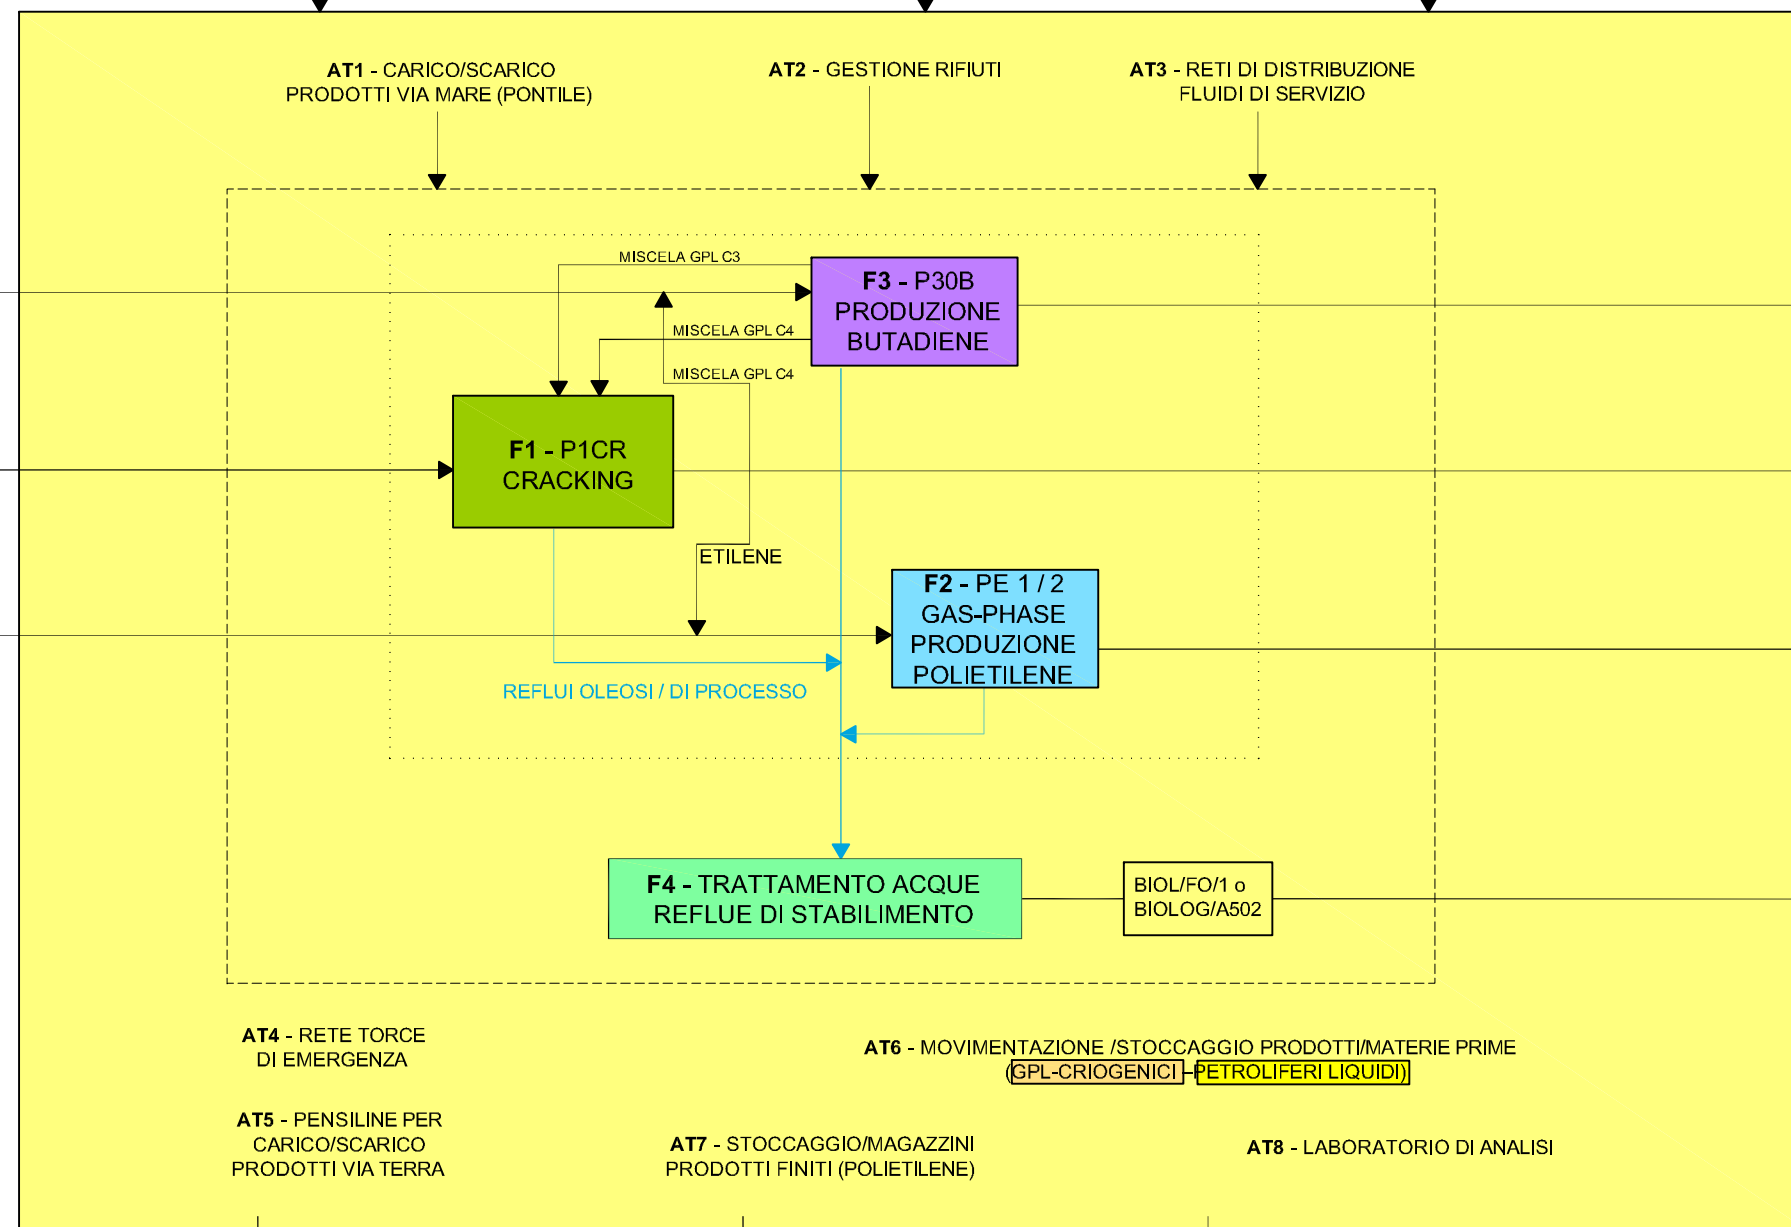 AT1 - CARICO/SCARICO
PRODOTTI VIA MARE (PONTILE)
AT2 - GESTIONE RIFIUTI
AT3 - RETI DI DISTRIBUZIONE
FLUIDI DI SERVIZIO
MISCELA GPL C3
F3 - P30B
PRODUZIONE
BUTADIENE
MISCELA GPL C4
MISCELA GPL C4
F1 - P1CR
CRACKING
ETILENE
F2 - PE 1 / 2
GAS-PHASE
PRODUZIONE
POLIETILENE
REFLUI OLEOSI / DI PROCESSO
F4 - TRATTAMENTO ACQUE
REFLUE DI STABILIMENTO
BIOL/FO/1 o
BIOLOG/A502
AT4 - RETE TORCE
DI EMERGENZA
AT6 - MOVIMENTAZIONE /STOCCAGGIO PRODOTTI/MATERIE PRIME
(GPL-CRIOGENICI -PETROLIFERI LIQUIDI)
AT5 - PENSILINE PER
CARICO/SCARICO
PRODOTTI VIA TERRA
AT7 - STOCCAGGIO/MAGAZZINI
PRODOTTI FINITI (POLIETILENE)
AT8 - LABORATORIO DI ANALISI